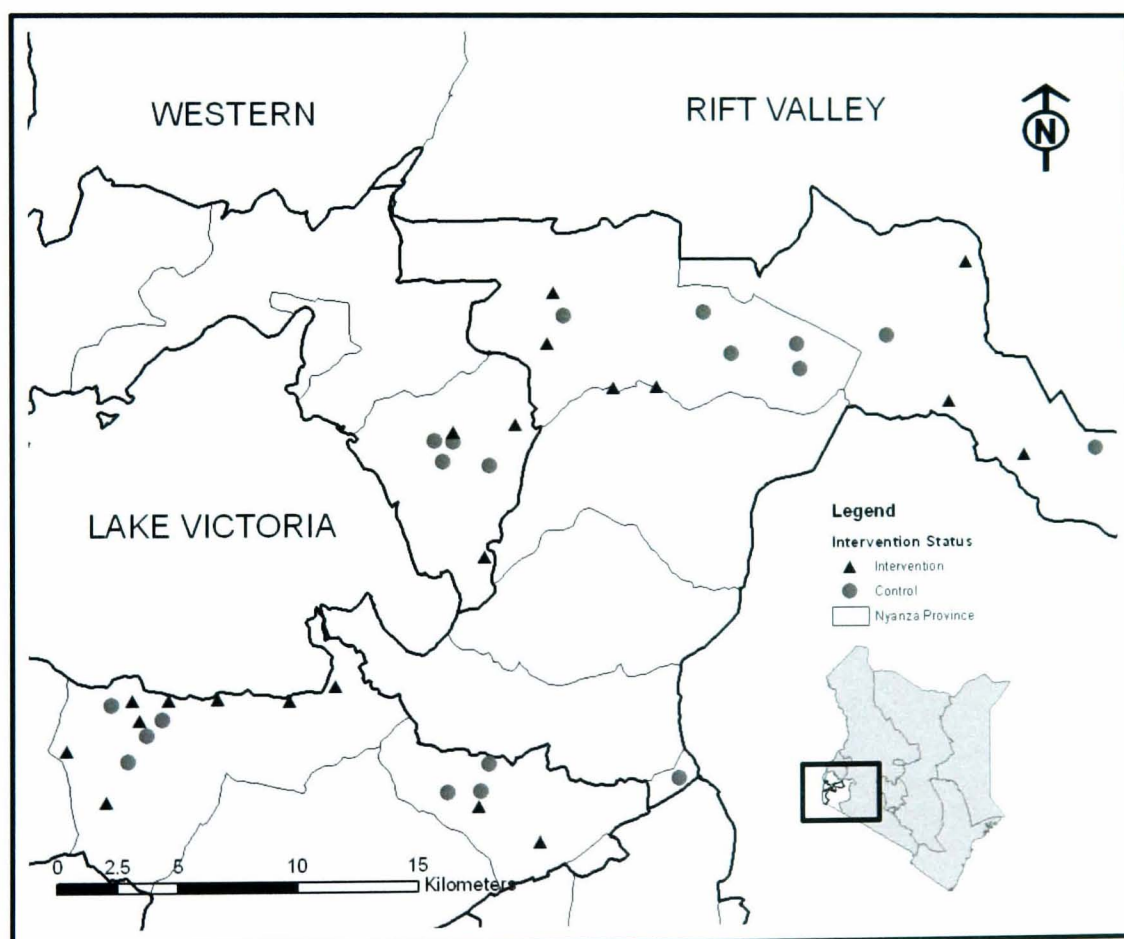 WESTERN
RIFT VALLEY
N
LAKE VICTORIA
Legend
Intervention Status
Intervention
Control
Nyanza Province
0 2.5 5 10 15
Kilometers